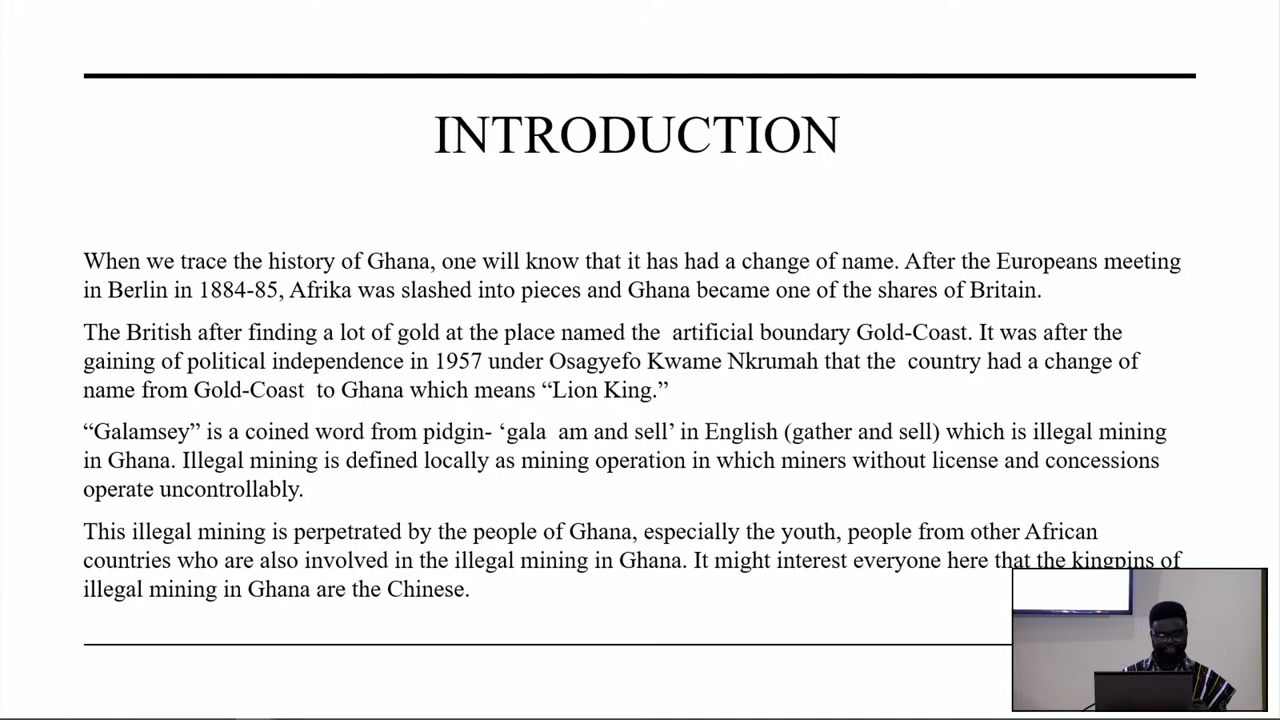 INTRODUCTION
When we trace the history of Ghana, one will know that it has had a change of name. After the Europeans meeting
in Berlin in 1884-85, Afrika was slashed into pieces and Ghana became one of the shares of Britain.
The British after finding a lot of gold at the place named the  artificial boundary Gold-Coast. It was after the
gaining of political independence in 1957 under Osagyefo Kwame Nkrumah that the  country had a change of
name from Gold-Coast  to Ghana which means “Lion King.”
“Galamsey” is a coined word from pidgin- ‘gala  am and sell’ in English (gather and sell) which is illegal mining
in Ghana. Illegal mining is defined locally as mining operation in which miners without license and concessions
operate uncontrollably.
This illegal mining is perpetrated by the people of Ghana, especially the youth, people from other African
countries who are also involved in the illegal mining in Ghana. It might interest everyone here that the kingpins of
illegal mining in Ghana are the Chinese.